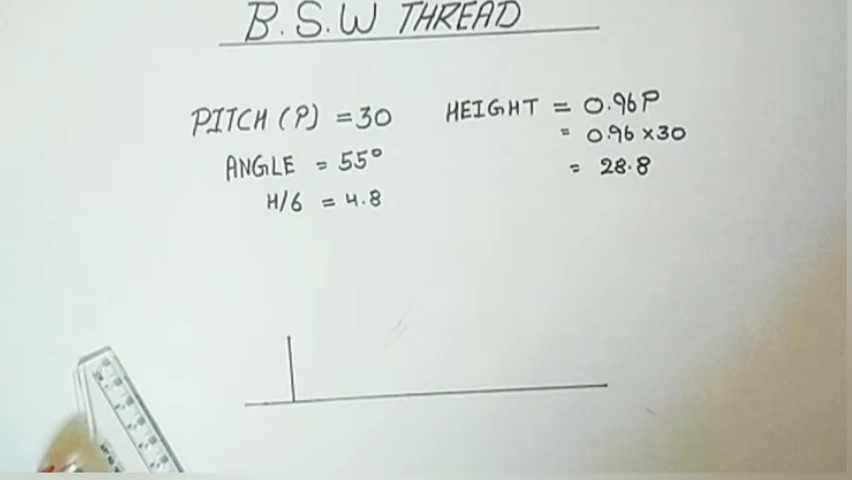 B.S.W THREAD
PITCH (P) = 30
ANGLE = 55°
H/6 = 4.8
HEIGHT = 0.96P
= 0.96 × 30
= 28.8